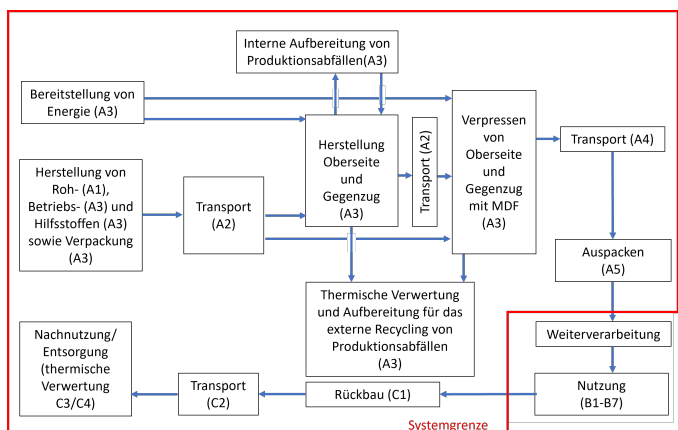 Interne Aufbereitung von
Produktionsabfällen(A3)
Bereitstellung von
Energie (A3)
Herstellung
Oberseite
und
Gegenzug
(A3)
Transport (A2)
Verpressen
von
Oberseite
und
Gegenzug
mit MDF
(A3)
Transport (A4)
Herstellung von
Roh- (A1),
Betriebs- (A3) und
Hilfsstoffen (A3)
sowie Verpackung
(A3)
Transport
(A2)
Auspacken
(A5)
Thermische Verwertung
und Aufbereitung für das
externe Recycling von
Produktionsabfällen
(A3)
Weiterverarbeitung
Nachnutzung/
Entsorgung
(thermische
Verwertung
C3/C4)
Transport
(C2)
Rückbau (C1)
Nutzung
(B1-B7)
Systemgrenze